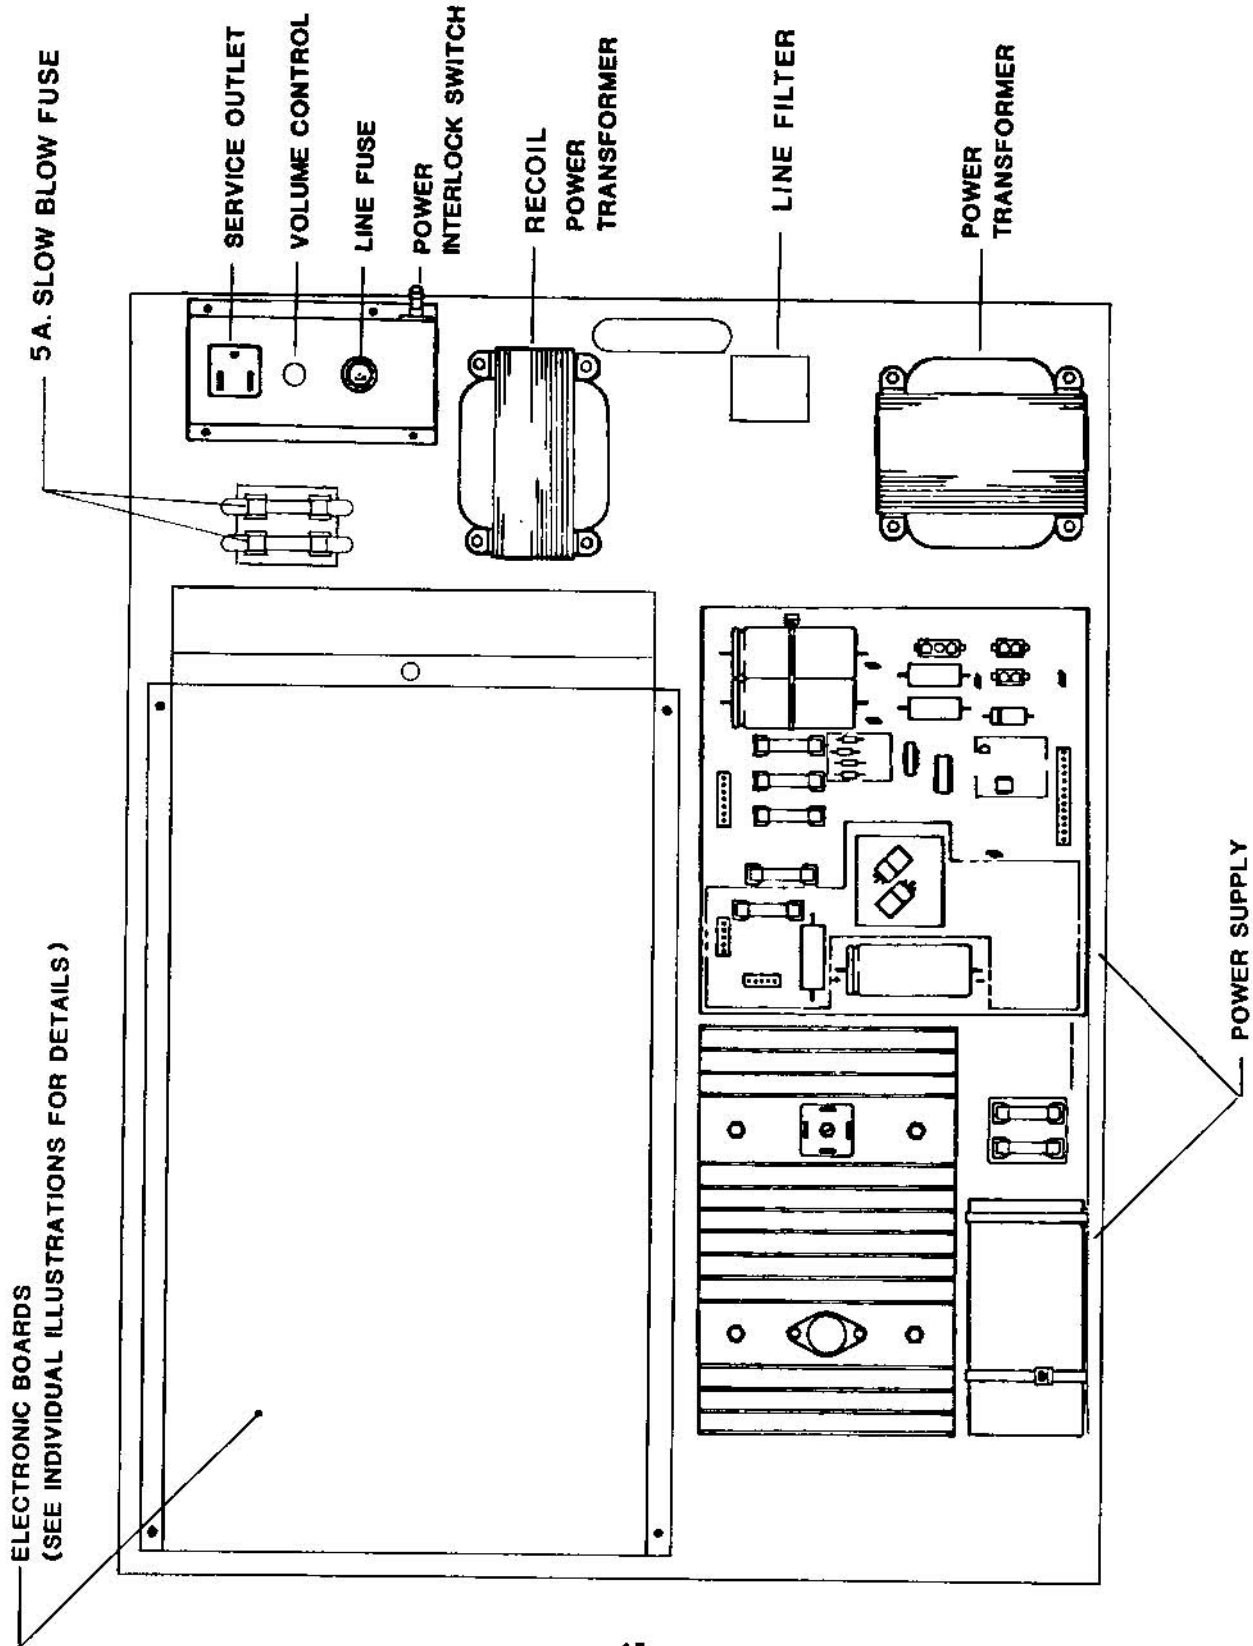 ELECTRONIC BOARDS
(SEE INDIVIDUAL ILLUSTRATIONS FOR DETAILS)
5 A. SLOW BLOW FUSE
SERVICE OUTLET
VOLUME CONTROL
LINE FUSE
POWER
INTERLOCK SWITCH
RECOIL
POWER
TRANSFORMER
LINE FILTER
POWER
TRANSFORMER
POWER SUPPLY